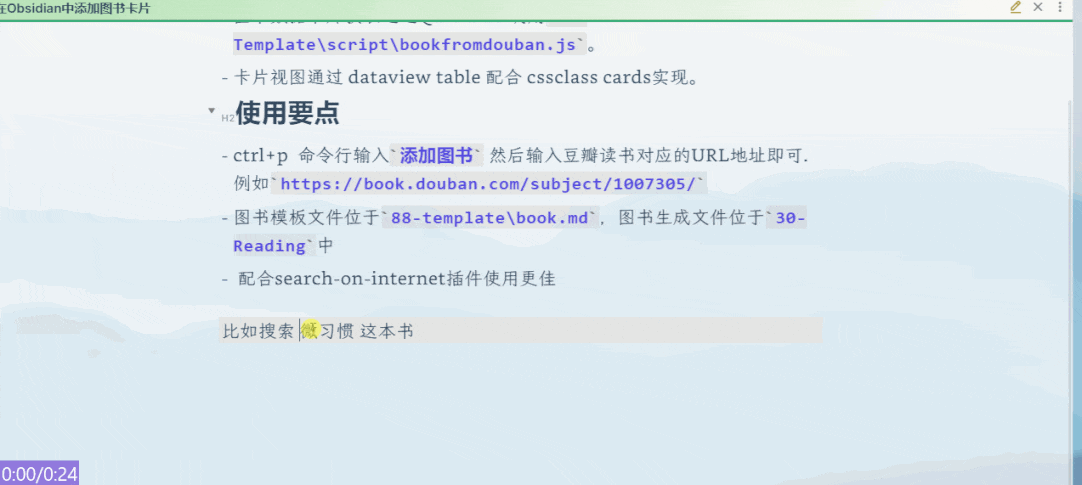 在Obsidian中添加图书卡片
Template\script\bookfromdouban.js`。
- 卡片视图通过 dataview table 配合 cssclass cards实现。
H2使用要点
- ctrl+p 命令行输入`添加图书` 然后输入豆瓣读书对应的URL地址即可.
例如`https://book.douban.com/subject/1007305/`
- 图书模板文件位于`88-template\book.md`, 图书生成文件位于`30-
Reading`中
- 配合search-on-internet插件使用更佳
比如搜索 微习惯 这本书
0:00/0:24